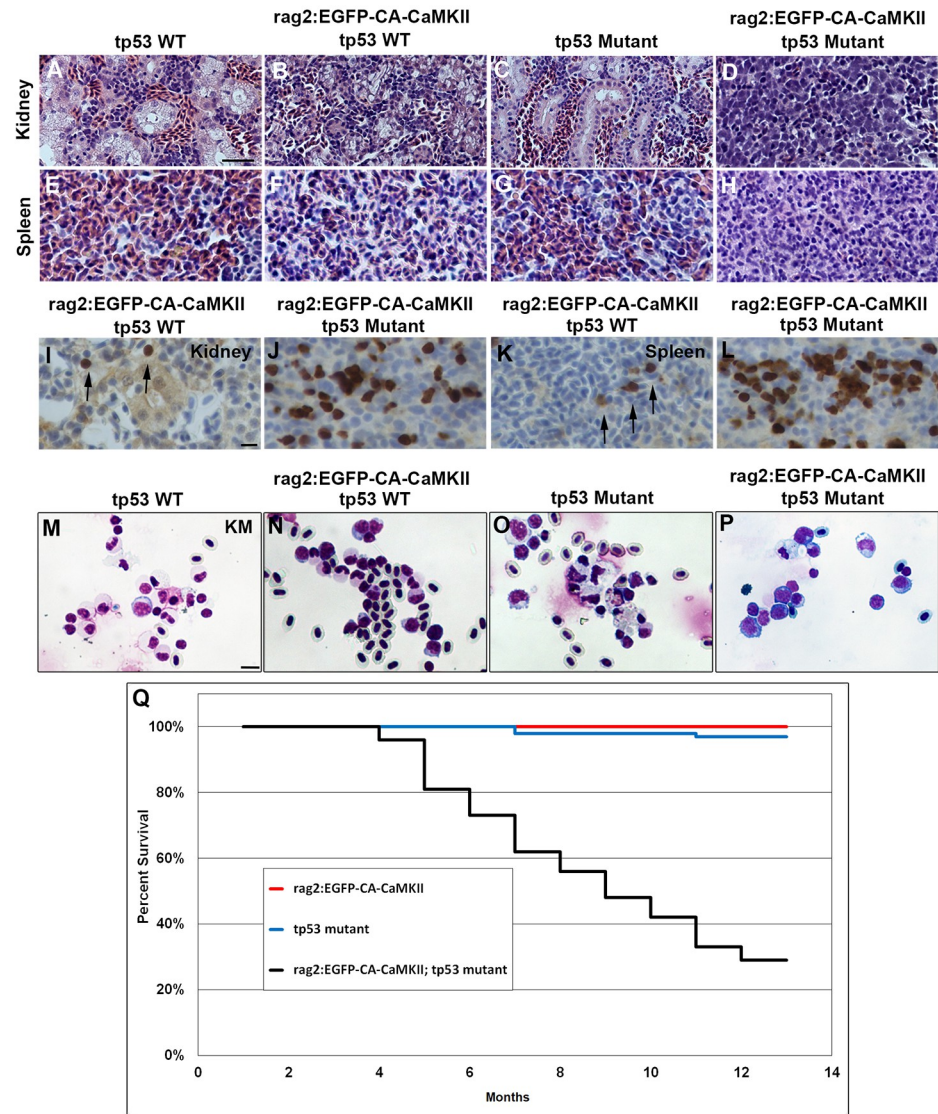 rag2:EGFP-CA-CaMKII
rag2:EGFP-CA-CaMKII
tp53 WT
tp53 WT
tp53 Mutant
tp53 Mutant
Kidney
A
B
C
D
Spleen
E
F
G
H
rag2:EGFP-CA-CaMKII
tp53 WT
rag2:EGFP-CA-CaMKII
tp53 Mutant
rag2:EGFP-CA-CaMKII
tp53 WT
rag2:EGFP-CA-CaMKII
tp53 Mutant
I
Kidney
J
K
Spleen
L
tp53 WT
rag2:EGFP-CA-CaMKII
tp53 WT
tp53 Mutant
rag2:EGFP-CA-CaMKII
tp53 Mutant
M
KM
N
O
P
Q
Percent Survival
100%
80%
60%
40%
20%
0%
rag2:EGFP-CA-CaMKII
tp53 mutant
rag2:EGFP-CA-CaMKII; tp53 mutant
0
2
4
6
8
10
12
14
Months